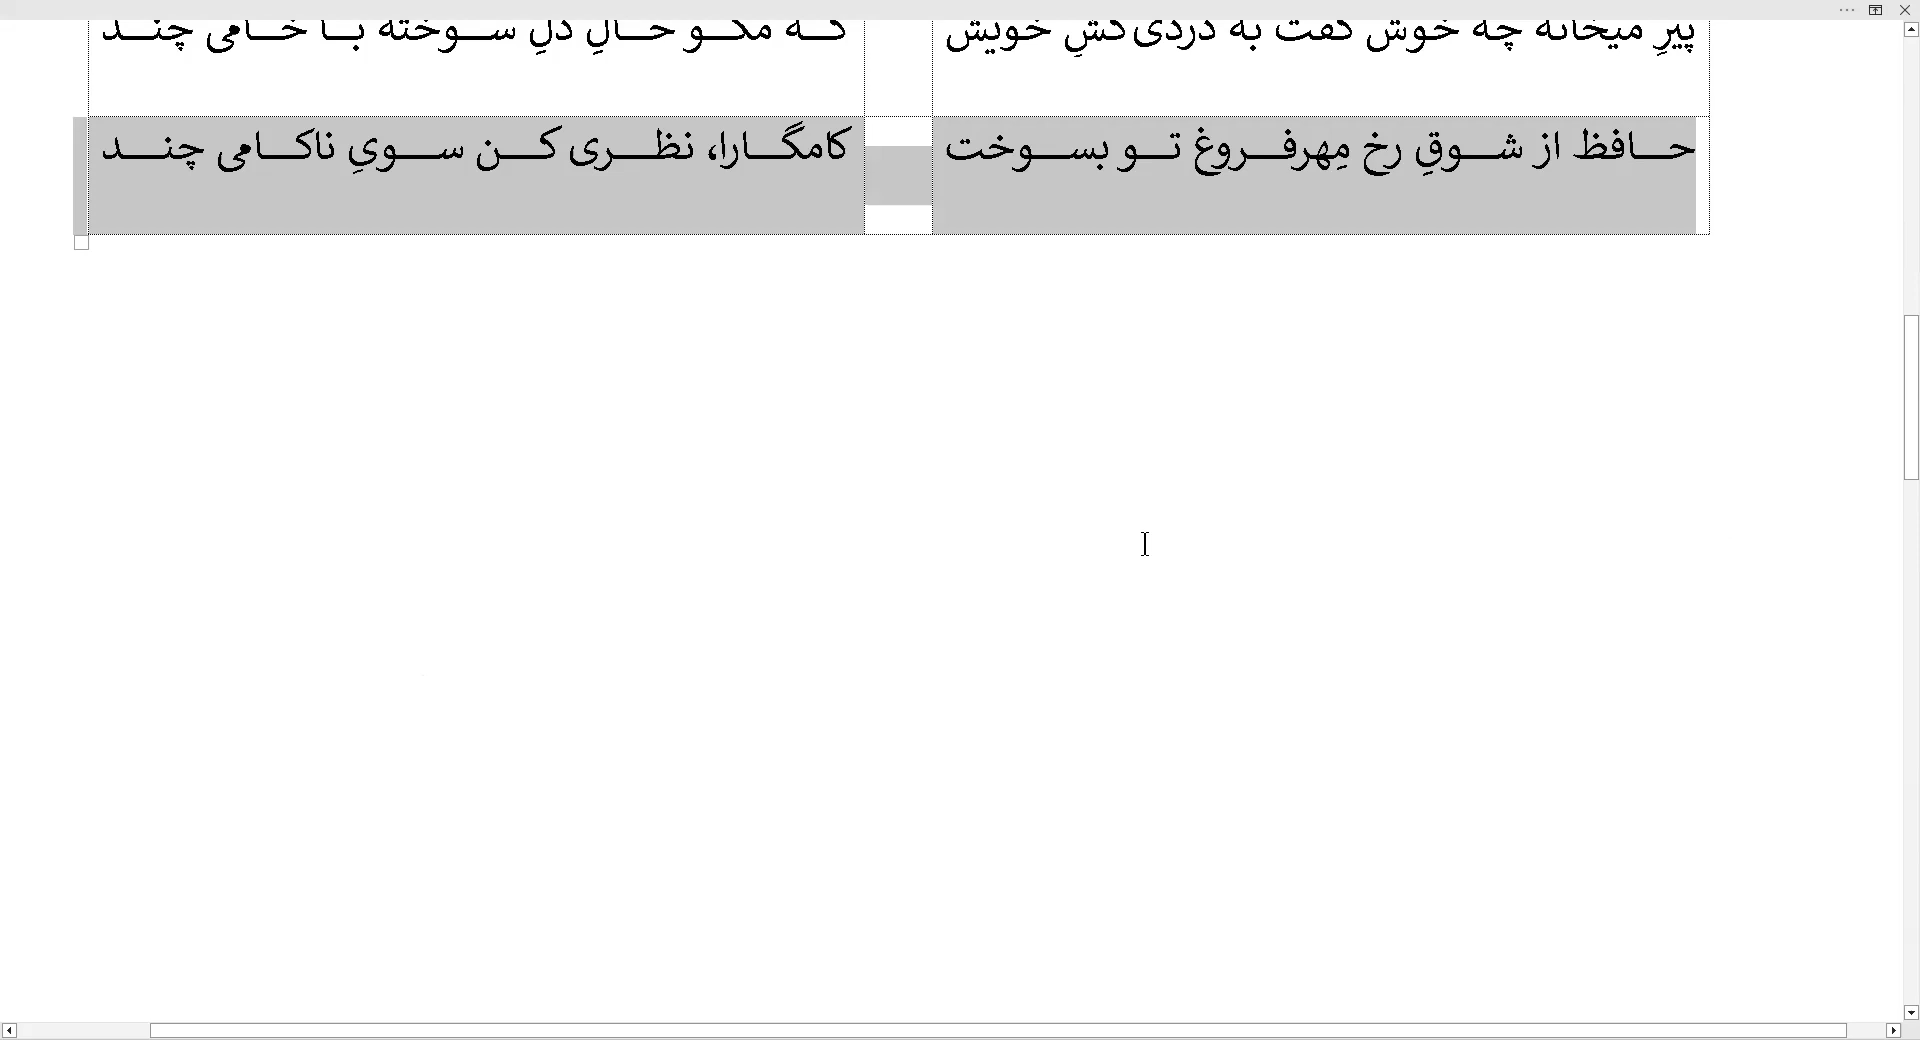 پیرِ میخانه چه خوش گفت به دردی‌کشِ خویش که مگو حالِ دلِ سوخته با خامی چند
حافظ از شوقِ رخ مِهرفروغ تو بسوخت کامگارا، نظری کن سویِ ناکامی چند